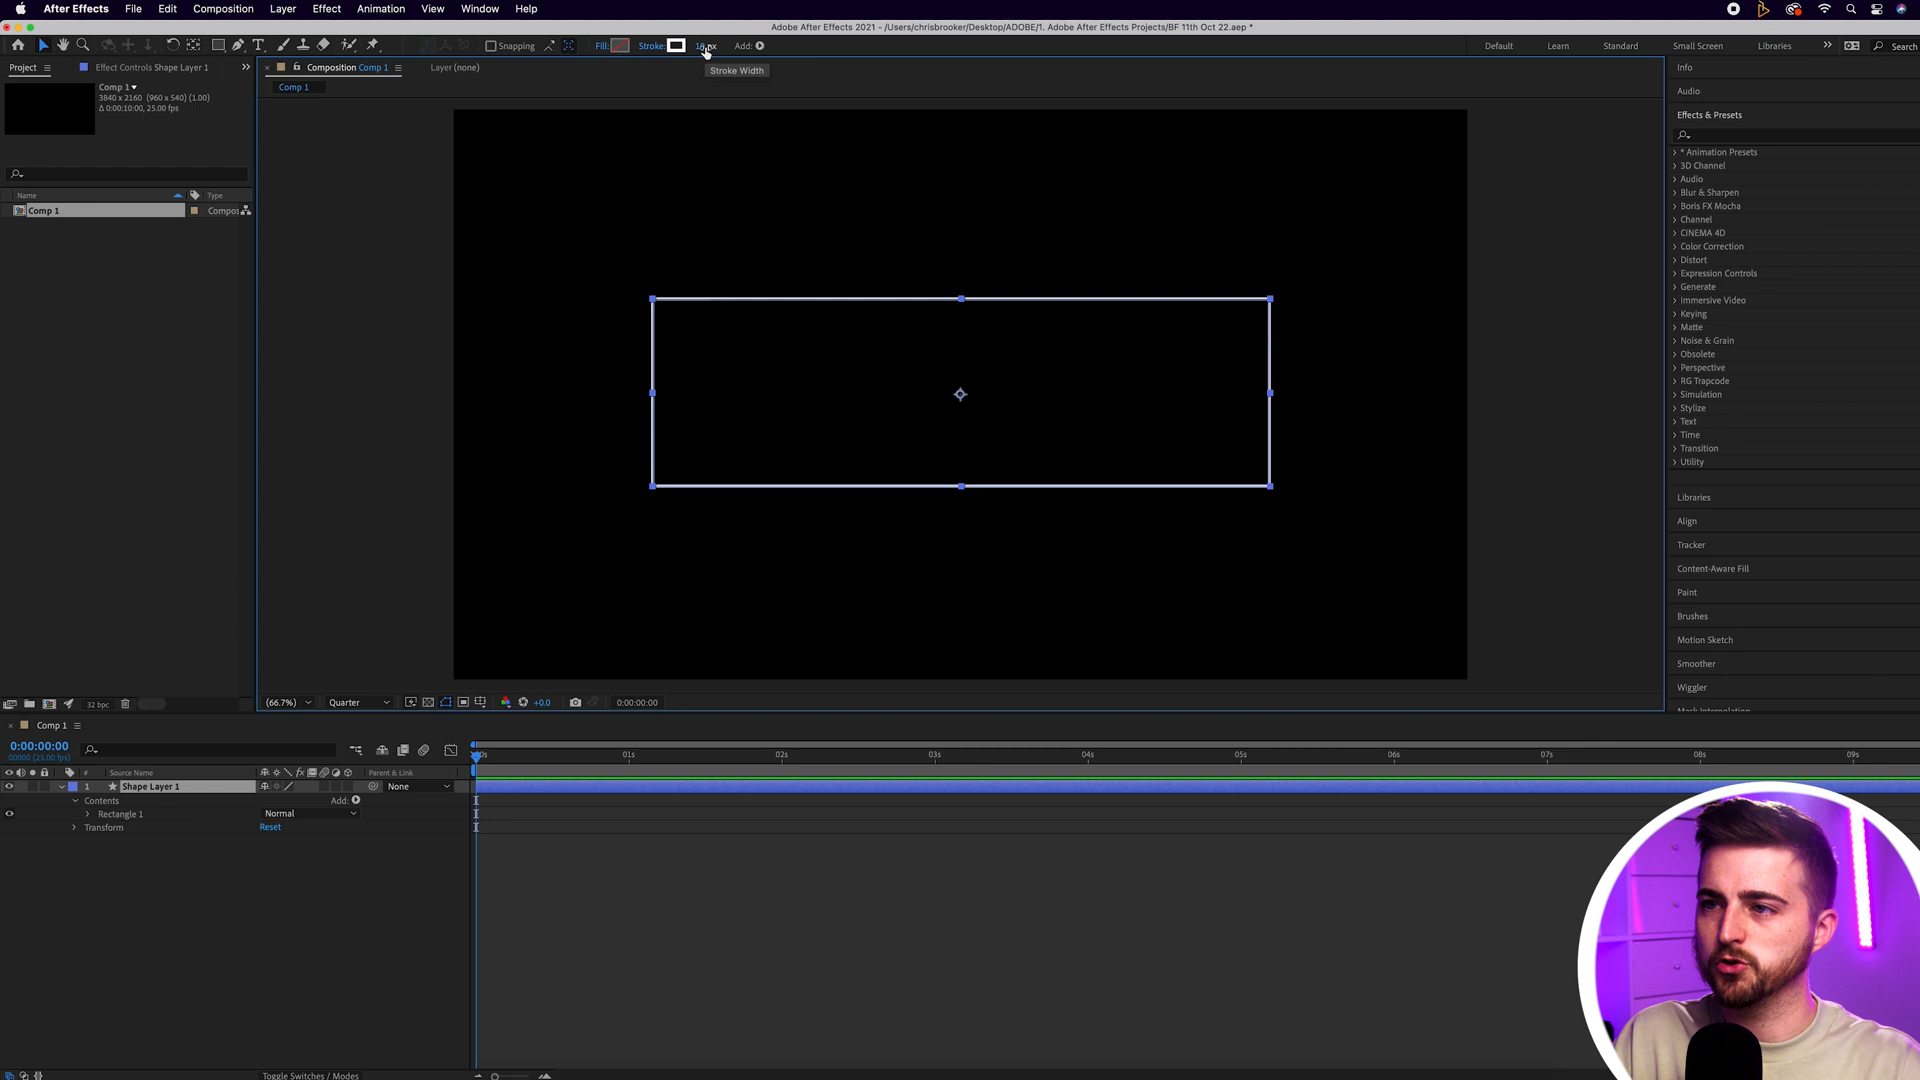 After Effects File Edit Composition Layer Effect Animation View Window Help
Adobe After Effects 2021 - /Users/chrisbrooker/Desktop/ADOBE/1. Adobe After Effects Projects/BF 11th Oct 22.aep *
Snapping Fill: Stroke: px Add: Default Learn Standard Small Screen Libraries Search
Stroke Width
Project Effect Controls Shape Layer 1
Comp 1
3840 x 2160 (960 x 540) (1.00)
Δ 0:00:10:00, 25.00 fps
Name Type
Comp 1 Compos
32 bpc
Composition Comp 1 Layer (none)
Comp 1
(66.7%) Quarter +0.0 0:00:00:00
Info
Audio
Effects & Presets
* Animation Presets
3D Channel
Audio
Blur & Sharpen
Boris FX Mocha
Channel
CINEMA 4D
Color Correction
Distort
Expression Controls
Generate
Immersive Video
Keying
Matte
Noise & Grain
Obsolete
Perspective
RG Trapcode
Simulation
Stylize
Text
Time
Transition
Utility
Libraries
Align
Tracker
Content-Aware Fill
Paint
Brushes
Motion Sketch
Smoother
Wiggler
Mask Interpolation
Comp 1
0:00:00:00
00000 (25.00 fps)
01s 02s 03s 04s 05s 06s 07s 08s 09s
# Source Name Parent & Link
1 Shape Layer 1 None
Contents Add:
Rectangle 1 Normal
Transform Reset
Toggle Switches / Modes